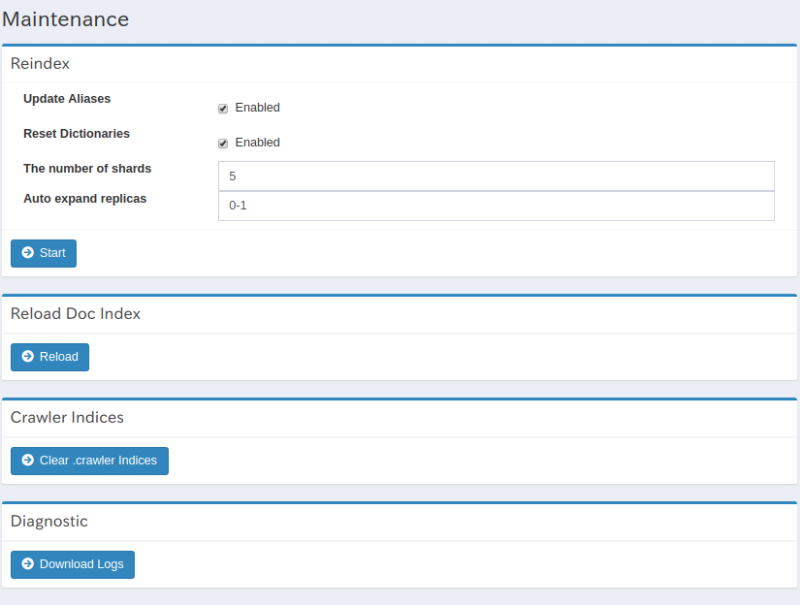 Maintenance
Reindex
Update Aliases
Enabled
Reset Dictionaries
Enabled
The number of shards
5
Auto expand replicas
0-1
Start
Reload Doc Index
Reload
Crawler Indices
Clear .crawler Indices
Diagnostic
Download Logs